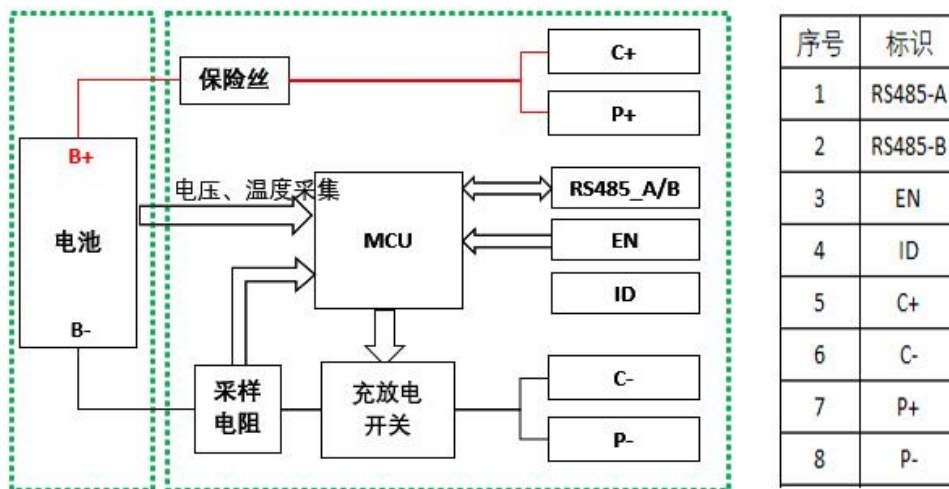 保险丝
C+
P+
B+
电池
B-
电压、温度采集
MCU
RS485_A/B
EN
ID
采样
电阻
充放电
开关
C-
P-
序号 标识
1 RS485-A
2 RS485-B
3 EN
4 ID
5 C+
6 C-
7 P+
8 P-